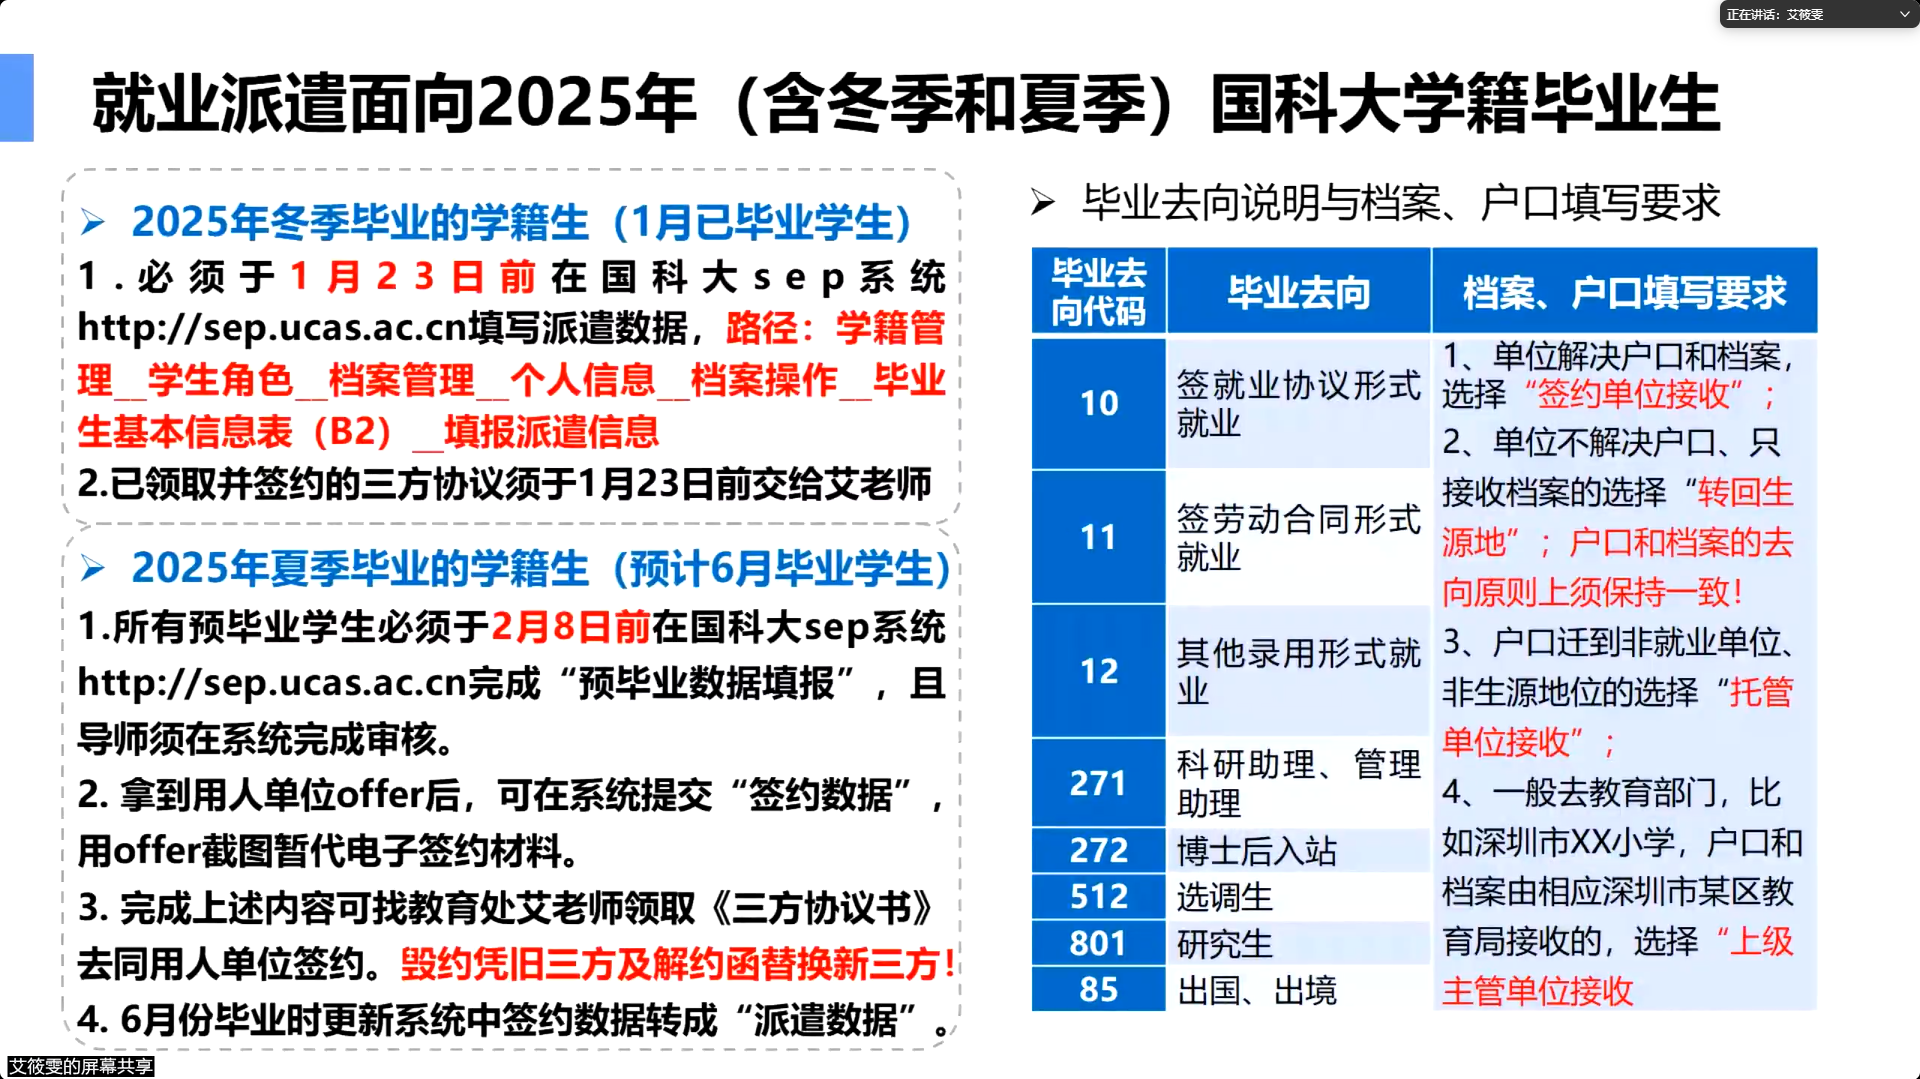 正在讲话: 艾筱雯
就业派遣面向2025年（含冬季和夏季）国科大学籍毕业生
2025年冬季毕业的学籍生（1月已毕业学生）
1.必须于1月23日前在国科大sep系统
http://sep.ucas.ac.cn填写派遣数据，路径：学籍管
理__学生角色__档案管理__个人信息__档案操作__毕业
生基本信息表（B2）__填报派遣信息
2.已领取并签约的三方协议须于1月23日前交给艾老师
2025年夏季毕业的学籍生（预计6月毕业学生）
1.所有预毕业学生必须于2月8日前在国科大sep系统
http://sep.ucas.ac.cn完成“预毕业数据填报”，且
导师须在系统完成审核。
2. 拿到用人单位offer后，可在系统提交“签约数据”，
用offer截图暂代电子签约材料。
3. 完成上述内容可找教育处艾老师领取《三方协议书》
去同用人单位签约。毁约凭旧三方及解约函替换新三方！
4. 6月份毕业时更新系统中签约数据转成“派遣数据”。
毕业去向说明与档案、户口填写要求
毕业去
向代码
毕业去向
档案、户口填写要求
10
签就业协议形式
就业
11
签劳动合同形式
就业
12
其他录用形式就
业
271
科研助理、管理
助理
272
博士后入站
512
选调生
801
研究生
85
出国、出境
1、单位解决户口和档案，
选择“签约单位接收”；
2、单位不解决户口、只
接收档案的选择“转回生
源地”；户口和档案的去
向原则上须保持一致！
3、户口迁到非就业单位、
非生源地位的选择“托管
单位接收”；
4、一般去教育部门，比
如深圳市XX小学，户口和
档案由相应深圳市某区教
育局接收的，选择“上级
主管单位接收
艾筱雯的屏幕共享